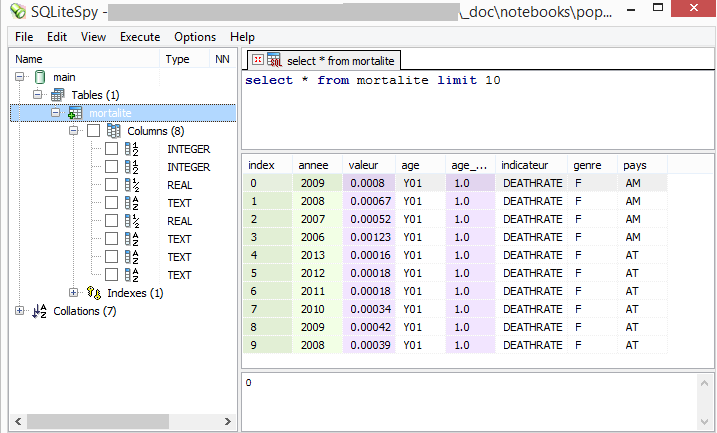 SQLiteSpy - \_doc\notebooks\pop...
File Edit View Execute Options Help
Name Type NN
main
Tables (1)
mortalite
Columns (8)
INTEGER
INTEGER
REAL
TEXT
REAL
TEXT
TEXT
TEXT
Indexes (1)
Collations (7)
SQL select * from mortalite
select * from mortalite limit 10
index annee valeur age age_... indicateur genre pays
0 2009 0.0008 Y01 1.0 DEATHRATE F AM
1 2008 0.00067 Y01 1.0 DEATHRATE F AM
2 2007 0.00052 Y01 1.0 DEATHRATE F AM
3 2006 0.00123 Y01 1.0 DEATHRATE F AM
4 2013 0.00016 Y01 1.0 DEATHRATE F AT
5 2012 0.00018 Y01 1.0 DEATHRATE F AT
6 2011 0.00018 Y01 1.0 DEATHRATE F AT
7 2010 0.00034 Y01 1.0 DEATHRATE F AT
8 2009 0.00042 Y01 1.0 DEATHRATE F AT
9 2008 0.00039 Y01 1.0 DEATHRATE F AT
0